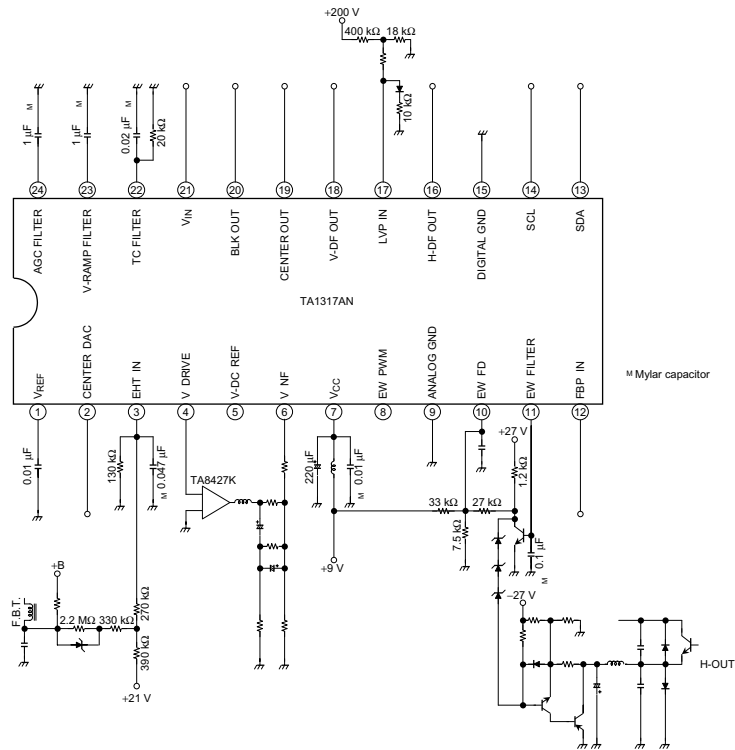 +200 V
400 kΩ
18 kΩ
10 kΩ
M
1 µF
M
1 µF
M
0.02 µF
20 kΩ
24
23
22
21
20
19
18
17
16
15
14
13
AGC FILTER
V-RAMP FILTER
TC FILTER
VIN
BLK OUT
CENTER OUT
V-DF OUT
LVP IN
H-DF OUT
DIGITAL GND
SCL
SDA
TA1317AN
VREF
CENTER DAC
EHT IN
V DRIVE
V-DC REF
V NF
VCC
EW PWM
ANALOG GND
EW FD
EW FILTER
FBP IN
M Mylar capacitor
1
2
3
4
5
6
7
8
9
10
11
12
0.01 µF
130 kΩ
M 0.047 µF
TA8427K
220 µF
M 0.01 µF
+27 V
1.2 kΩ
33 kΩ
27 kΩ
7.5 kΩ
0.1 µF
M
+9 V
−27 V
+B
F.B.T.
2.2 MΩ
330 kΩ
270 kΩ
390 kΩ
+21 V
H-OUT